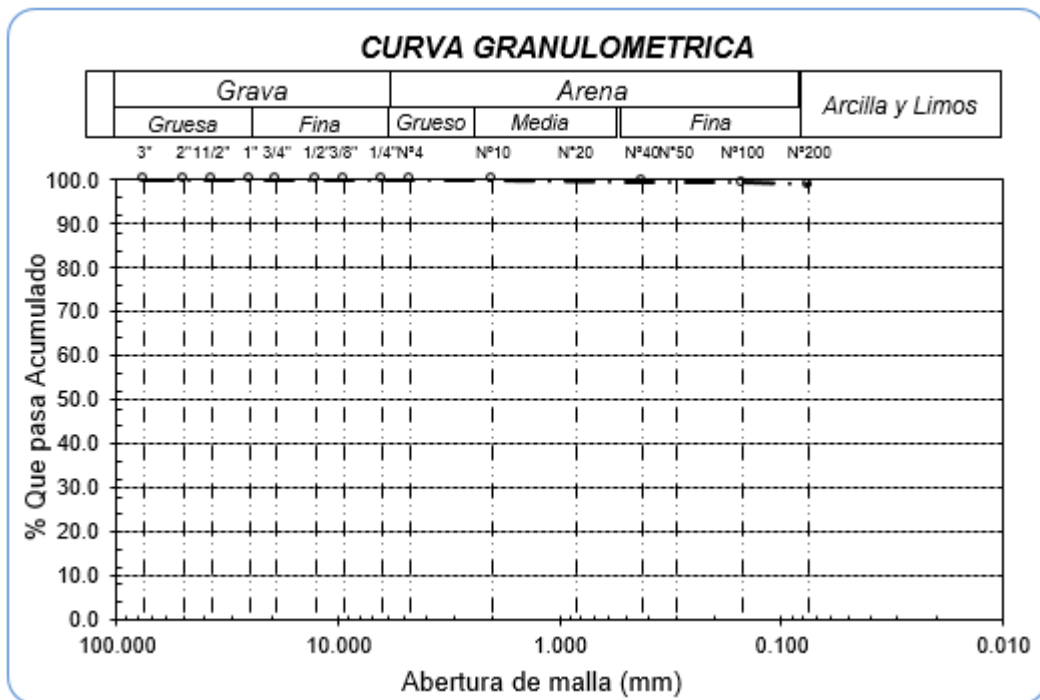 CURVA GRANULOMETRICA
Grava Arena Arcilla y Limos
Gruesa Fina Grueso Media Fina
3" 2" 11/2" 1" 3/4" 1/2" 3/8" 1/4" Nº4 Nº10 Nº20 Nº40 Nº50 Nº100 Nº200
% Que pasa Acumulado
100.0
90.0
80.0
70.0
60.0
50.0
40.0
30.0
20.0
10.0
0.0
100.000 10.000 1.000 0.100 0.010
Abertura de malla (mm)